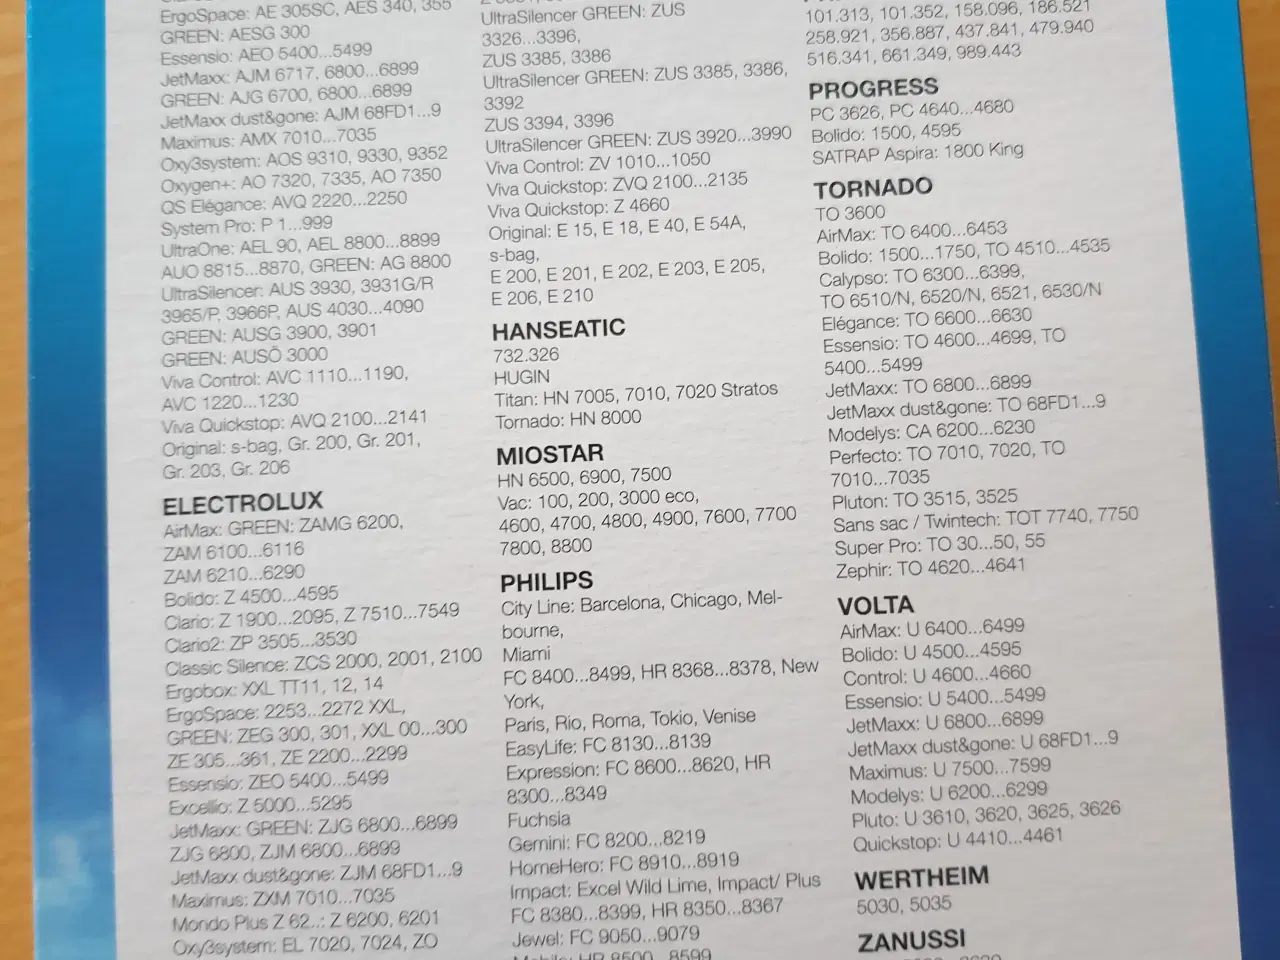 ErgoSpace: AE 305SC, AES 340, 355
GREEN: AESG 300
Essensio: AEO 5400...5499
JetMaxx: AJM 6717, 6800...6899
GREEN: AJG 6700, 6800...6899
JetMaxx dust&gone: AJM 68FD1...9
Maximus: AMX 7010...7035
Oxy3system: AOS 9310, 9330, 9352
Oxygen+: AO 7320, 7335, AO 7350
QS Elégance: AVQ 2220...2250
System Pro: P 1...999
UltraOne: AEL 90, AEL 8800...8899
AUO 8815...8870, GREEN: AG 8800
UltraSilencer: AUS 3930, 3931G/R
3965/P, 3966P, AUS 4030...4090
GREEN: AUSG 3900, 3901
GREEN: AUSÖ 3000
Viva Control: AVC 1110...1190,
AVC 1220...1230
Viva Quickstop: AVQ 2100...2141
Original: s-bag, Gr. 200, Gr. 201,
Gr. 203, Gr. 206
ELECTROLUX
AirMax: GREEN: ZAMG 6200,
ZAM 6100...6116
ZAM 6210...6290
Bolido: Z 4500...4595
Clario: Z 1900...2095, Z 7510...7549
Clario2: ZP 3505...3530
Classic Silence: ZCS 2000, 2001, 2100
Ergobox: XXL TT11, 12, 14
ErgoSpace: 2253...2272 XXL,
GREEN: ZEG 300, 301, XXL 00...300
ZE 305...361, ZE 2200...2299
Essensio: ZEO 5400...5499
Excellio: Z 5000...5295
JetMaxx: GREEN: ZJG 6800...6899
ZJG 6800, ZJM 6800...6899
JetMaxx dust&gone: ZJM 68FD1...9
Maximus: ZXM 7010...7035
Mondo Plus Z 62..: Z 6200, 6201
Oxy3system: EL 7020, 7024, ZO
UltraSilencer GREEN: ZUS
3326...3396,
ZUS 3385, 3386
UltraSilencer GREEN: ZUS 3385, 3386,
3392
ZUS 3394, 3396
UltraSilencer GREEN: ZUS 3920...3990
Viva Control: ZV 1010...1050
Viva Quickstop: ZVQ 2100...2135
Viva Quickstop: Z 4660
Original: E 15, E 18, E 40, E 54A,
s-bag,
E 200, E 201, E 202, E 203, E 205,
E 206, E 210
HANSEATIC
732.326
HUGIN
Titan: HN 7005, 7010, 7020 Stratos
Tornado: HN 8000
MIOSTAR
HN 6500, 6900, 7500
Vac: 100, 200, 3000 eco,
4600, 4700, 4800, 4900, 7600, 7700
7800, 8800
PHILIPS
City Line: Barcelona, Chicago, Mel-
bourne,
Miami
FC 8400...8499, HR 8368...8378, New
York,
Paris, Rio, Roma, Tokio, Venise
EasyLife: FC 8130...8139
Expression: FC 8600...8620, HR
8300...8349
Fuchsia
Gemini: FC 8200...8219
HomeHero: FC 8910...8919
Impact: Excel Wild Lime, Impact/ Plus
FC 8380...8399, HR 8350...8367
Jewel: FC 9050...9079
Mobilo: HR 8500...8599
101.313, 101.352, 158.096, 186.521
258.921, 356.887, 437.841, 479.940
516.341, 661.349, 989.443
PROGRESS
PC 3626, PC 4640...4680
Bolido: 1500, 4595
SATRAP Aspira: 1800 King
TORNADO
TO 3600
AirMax: TO 6400...6453
Bolido: 1500...1750, TO 4510...4535
Calypso: TO 6300...6399,
TO 6510/N, 6520/N, 6521, 6530/N
Elégance: TO 6600...6630
Essensio: TO 4600...4699, TO
5400...5499
JetMaxx: TO 6800...6899
JetMaxx dust&gone: TO 68FD1...9
Modelys: CA 6200...6230
Perfecto: TO 7010, 7020, TO
7010...7035
Pluton: TO 3515, 3525
Sans sac / Twintech: TOT 7740, 7750
Super Pro: TO 30...50, 55
Zephir: TO 4620...4641
VOLTA
AirMax: U 6400...6499
Bolido: U 4500...4595
Control: U 4600...4660
Essensio: U 5400...5499
JetMaxx: U 6800...6899
JetMaxx dust&gone: U 68FD1...9
Maximus: U 7500...7599
Modelys: U 6200...6299
Pluto: U 3610, 3620, 3625, 3626
Quickstop: U 4410...4461
WERTHEIM
5030, 5035
ZANUSSI